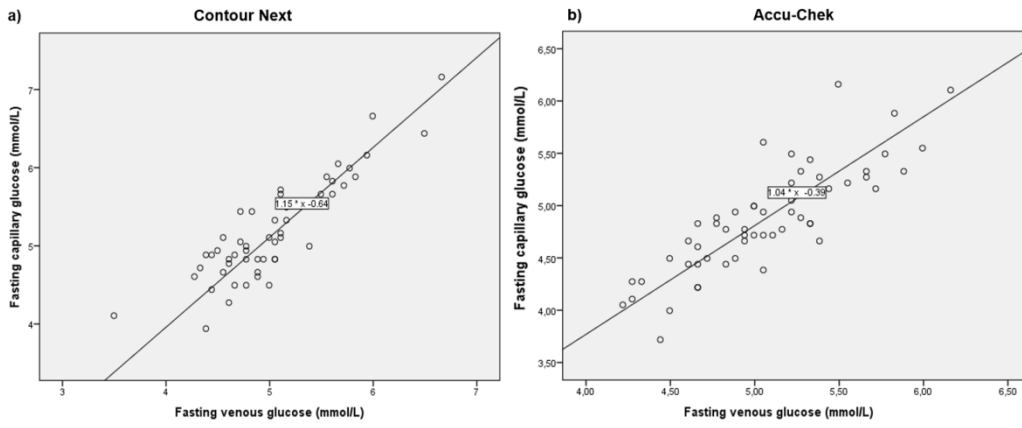 a) Contour Next
Fasting capillary glucose (mmol/L)
7
6
5
4
1.15 * x -0.64
3 4 5 6 7
Fasting venous glucose (mmol/L)
b) Accu-Chek
Fasting capillary glucose (mmol/L)
6,50
6,00
5,50
5,00
4,50
4,00
3,50
1.04 * x -0.39
4,00 4,50 5,00 5,50 6,00 6,50
Fasting venous glucose (mmol/L)